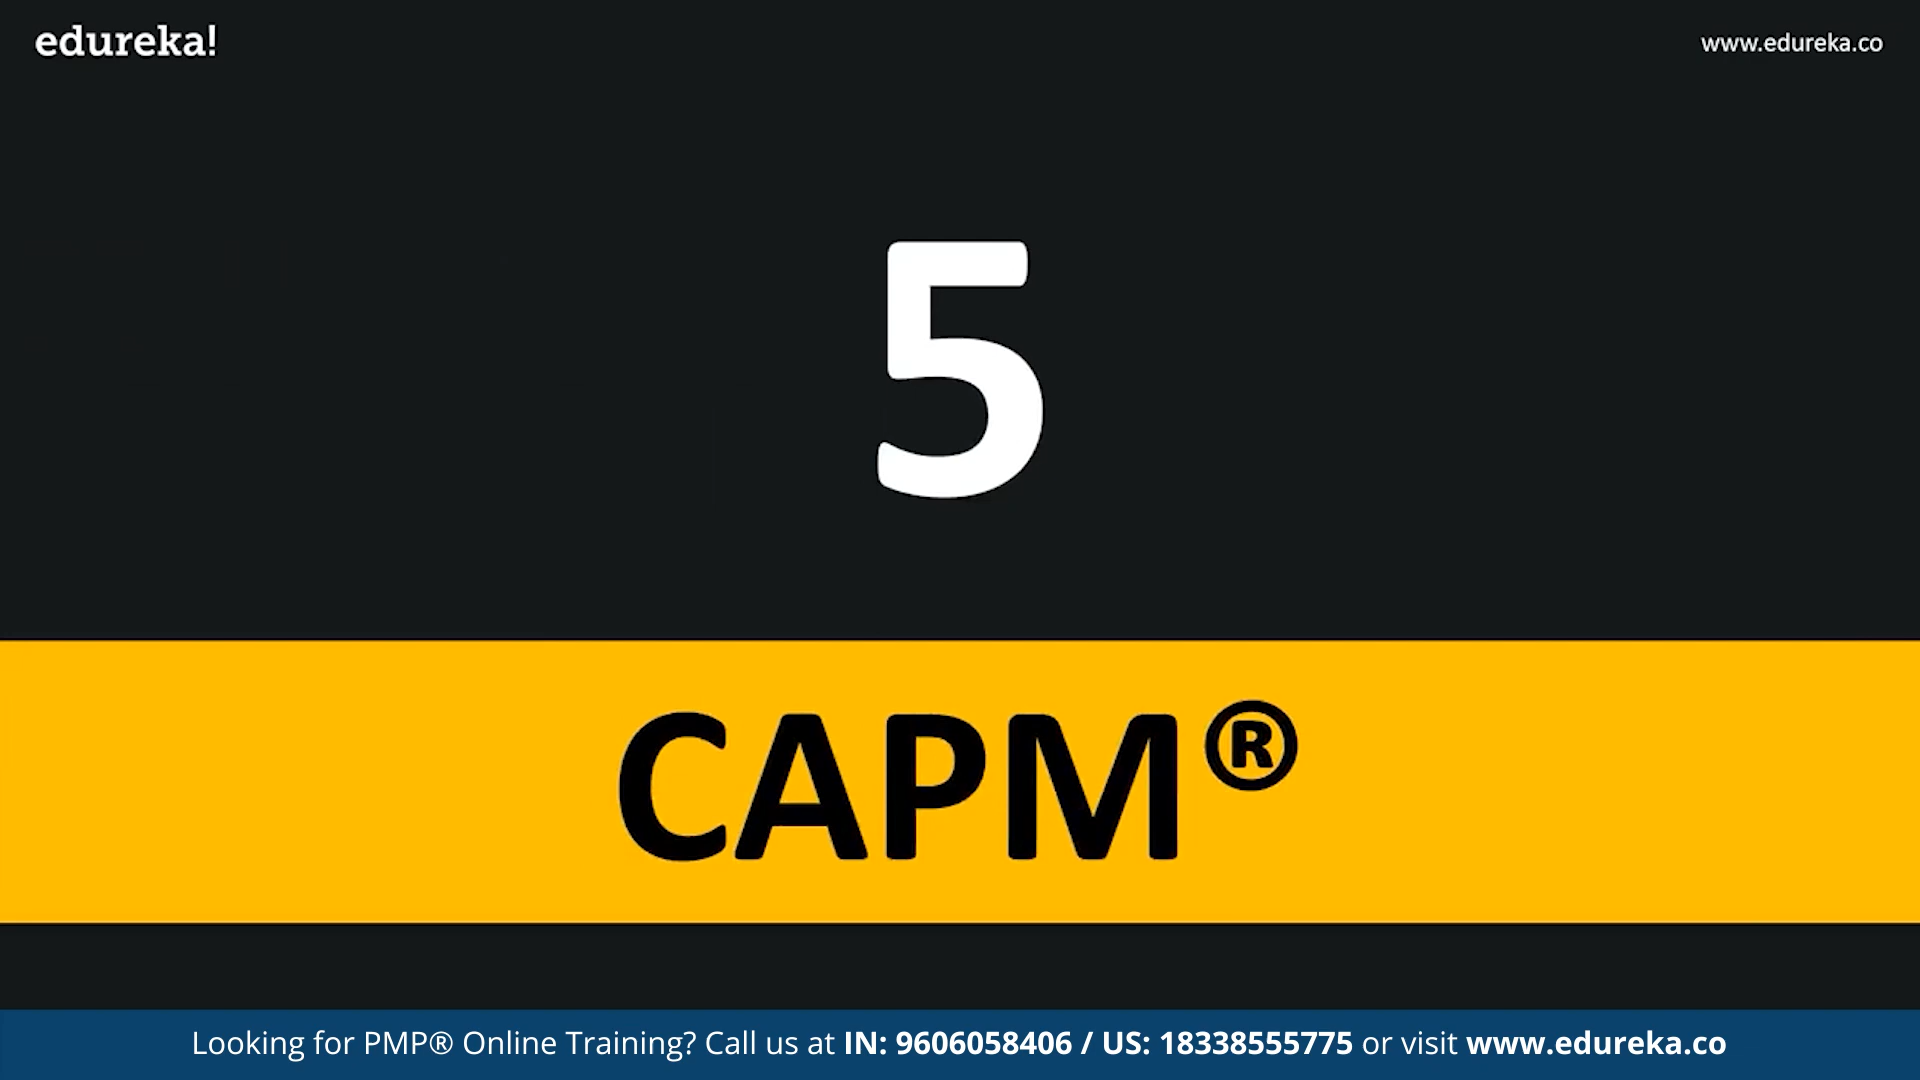 edureka!
www.edureka.co
5
CAPM®
Looking for PMP® Online Training? Call us at IN: 9606058406 / US: 18338555775 or visit www.edureka.co